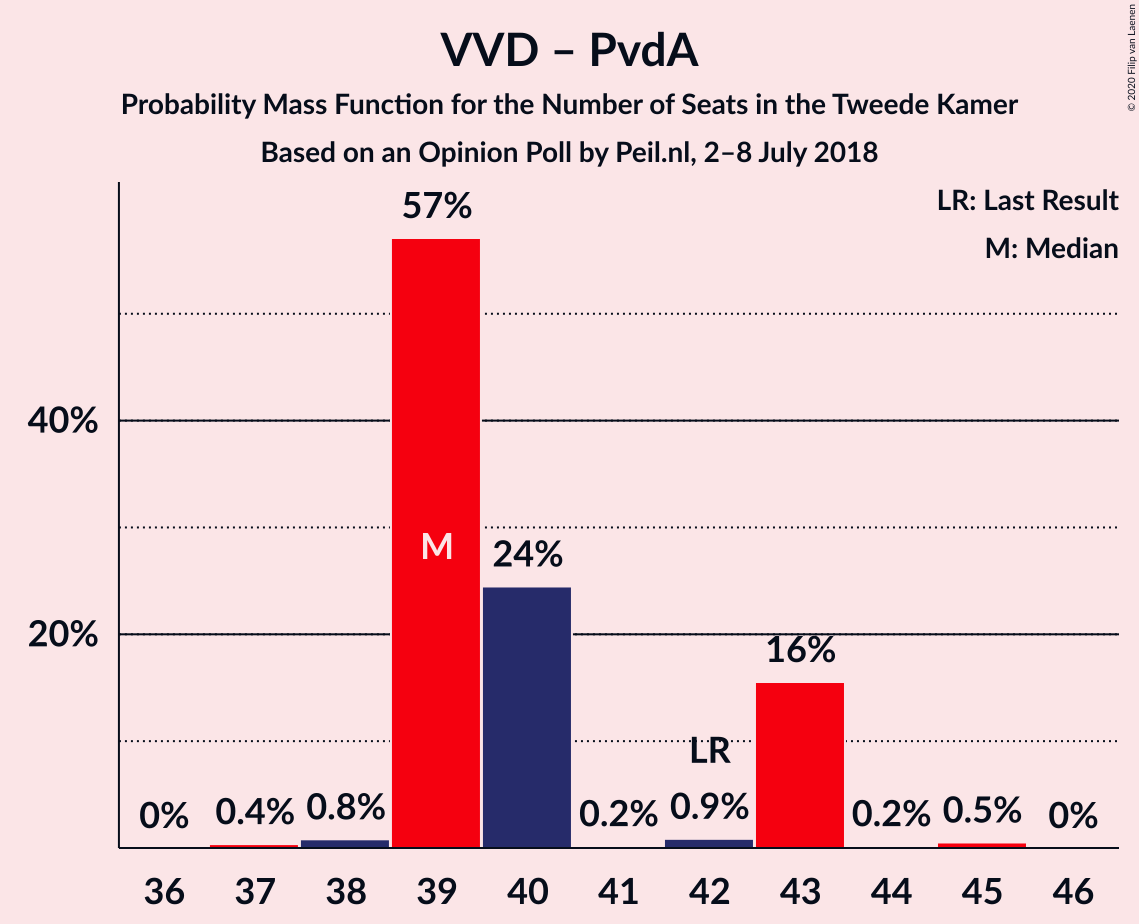 VVD – PvdA
Probability Mass Function for the Number of Seats in the Tweede Kamer
Based on an Opinion Poll by Peil.nl, 2–8 July 2018
© 2020 Filip van Laenen
LR: Last Result
M: Median
57%
40%
M
24%
20%
16%
LR
0% 0.4% 0.8% 0.2% 0.9% 0.2% 0.5% 0%
36 37 38 39 40 41 42 43 44 45 46